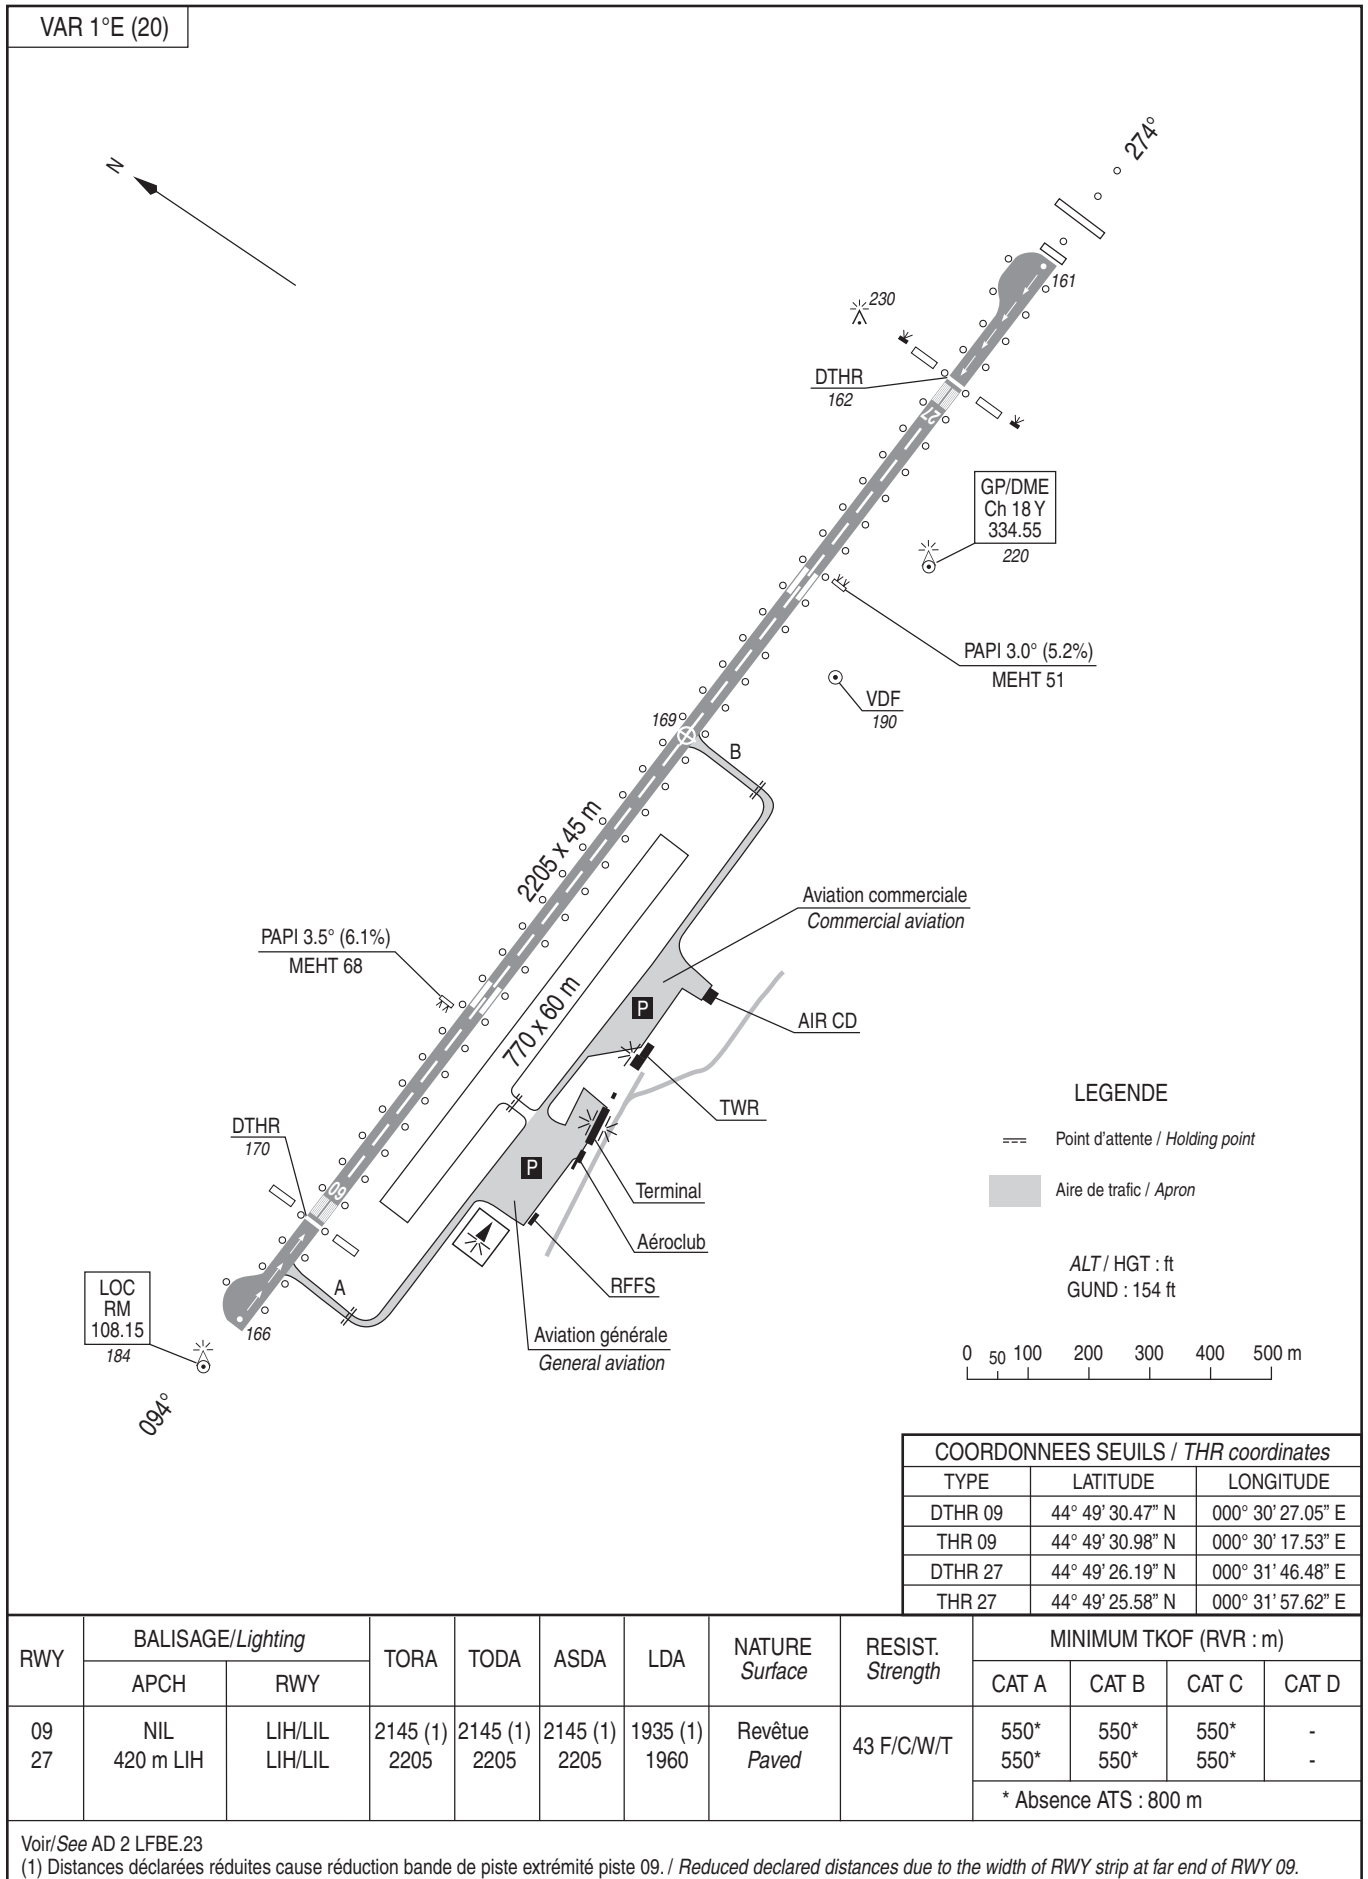 VAR 1°E (20)
N
274°
161
230
DTHR
162
27
GP/DME
Ch 18 Y
334.55
220
PAPI 3.0° (5.2%)
MEHT 51
VDF
190
169
B
2205 x 45 m
Aviation commerciale
Commercial aviation
PAPI 3.5° (6.1%)
MEHT 68
770 x 60 m
P
AIR CD
TWR
DTHR
170
09
P
Terminal
Aéroclub
RFFS
A
LOC
RM
108.15
184
166
094°
Aviation générale
General aviation
LEGENDE
Point d'attente / Holding point
Aire de trafic / Apron
ALT / HGT : ft
GUND : 154 ft
0 50 100 200 300 400 500 m
COORDONNEES SEUILS / THR coordinates
TYPE LATITUDE LONGITUDE
DTHR 09 44° 49' 30.47" N 000° 30' 27.05" E
THR 09 44° 49' 30.98" N 000° 30' 17.53" E
DTHR 27 44° 49' 26.19" N 000° 31' 46.48" E
THR 27 44° 49' 25.58" N 000° 31' 57.62" E
RWY BALISAGE/Lighting TORA TODA ASDA LDA NATURE Surface RESIST. Strength MINIMUM TKOF (RVR : m)
APCH RWY CAT A CAT B CAT C CAT D
09 NIL LIH/LIL 2145 (1) 2145 (1) 2145 (1) 1935 (1) Revêtue 43 F/C/W/T 550* 550* 550* -
27 420 m LIH LIH/LIL 2205 2205 2205 1960 Paved 550* 550* 550* -
* Absence ATS : 800 m
Voir/See AD 2 LFBE.23
(1) Distances déclarées réduites cause réduction bande de piste extrémité piste 09. / Reduced declared distances due to the width of RWY strip at far end of RWY 09.